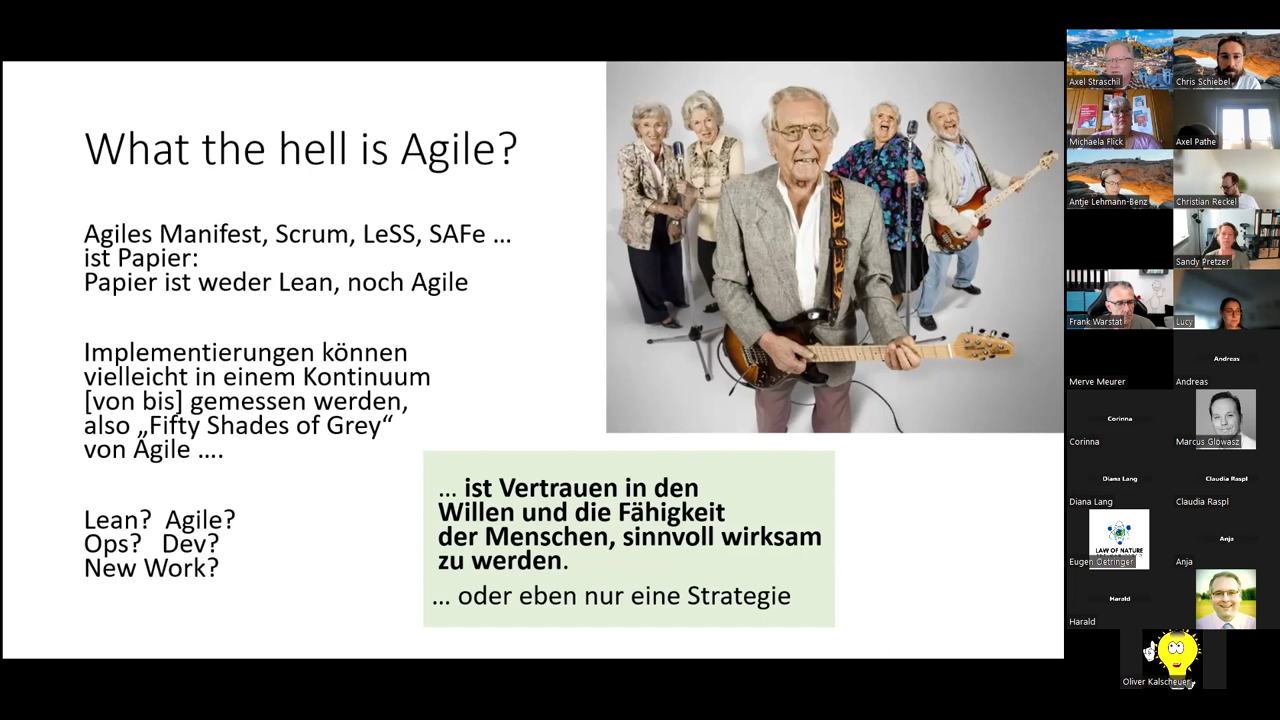 What the hell is Agile?
Agiles Manifest, Scrum, LeSS, SAFe ...
ist Papier:
Papier ist weder Lean, noch Agile
Implementierungen können
vielleicht in einem Kontinuum
[von bis] gemessen werden,
also „Fifty Shades of Grey“
von Agile ....
Lean? Agile?
Ops? Dev?
New Work?
... ist Vertrauen in den
Willen und die Fähigkeit
der Menschen, sinnvoll wirksam
zu werden.
... oder eben nur eine Strategie
Axel Straschil
Chris Schiebel
Michaela Flick
Axel Pathe
Antje Lehmann-Benz
Christian Reckel
Sandy Pretzer
Frank Warstat
Lucy
Merve Meurer
Andreas
Andreas
Corinna
Corinna
Marcus Glowasz
Diana Lang
Diana Lang
Claudia Raspl
Claudia Raspl
LAW OF NATURE
Eugen Oetringer
Anja
Anja
Harald
Harald
Oliver Kalscheuer